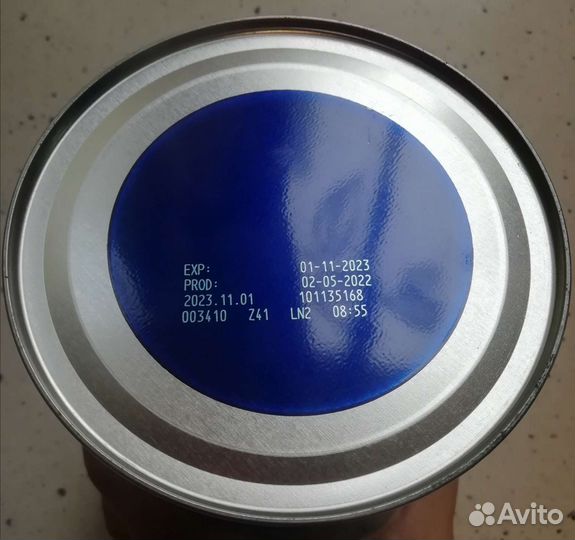 EXP: 01-11-2023
PROD: 02-05-2022
2023.11.01 101135168
003410 Z41 LN2 08:55
Avito